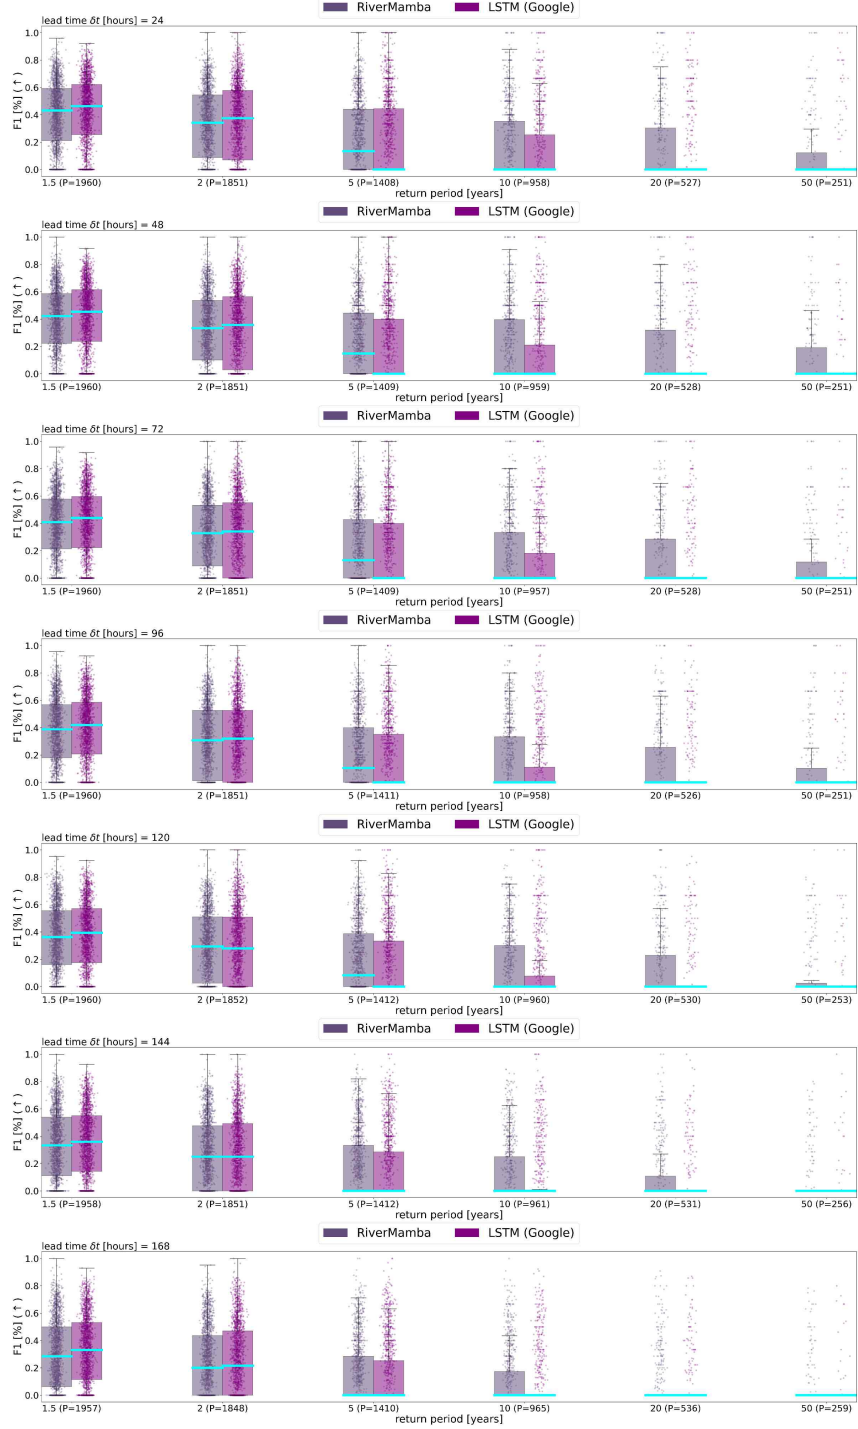 RiverMamba LSTM (Google)
lead time δt [hours] = 24
F1 [%] (↑)
1.0
0.8
0.6
0.4
0.2
0.0
1.5 (P=1960) 2 (P=1851) 5 (P=1408) 10 (P=958) 20 (P=527) 50 (P=251)
return period [years]
RiverMamba LSTM (Google)
lead time δt [hours] = 48
F1 [%] (↑)
1.0
0.8
0.6
0.4
0.2
0.0
1.5 (P=1960) 2 (P=1851) 5 (P=1409) 10 (P=959) 20 (P=528) 50 (P=251)
return period [years]
RiverMamba LSTM (Google)
lead time δt [hours] = 72
F1 [%] (↑)
1.0
0.8
0.6
0.4
0.2
0.0
1.5 (P=1960) 2 (P=1851) 5 (P=1409) 10 (P=957) 20 (P=528) 50 (P=251)
return period [years]
RiverMamba LSTM (Google)
lead time δt [hours] = 96
F1 [%] (↑)
1.0
0.8
0.6
0.4
0.2
0.0
1.5 (P=1960) 2 (P=1851) 5 (P=1411) 10 (P=958) 20 (P=526) 50 (P=251)
return period [years]
RiverMamba LSTM (Google)
lead time δt [hours] = 120
F1 [%] (↑)
1.0
0.8
0.6
0.4
0.2
0.0
1.5 (P=1960) 2 (P=1852) 5 (P=1412) 10 (P=960) 20 (P=530) 50 (P=253)
return period [years]
RiverMamba LSTM (Google)
lead time δt [hours] = 144
F1 [%] (↑)
1.0
0.8
0.6
0.4
0.2
0.0
1.5 (P=1958) 2 (P=1851) 5 (P=1412) 10 (P=961) 20 (P=531) 50 (P=256)
return period [years]
RiverMamba LSTM (Google)
lead time δt [hours] = 168
F1 [%] (↑)
1.0
0.8
0.6
0.4
0.2
0.0
1.5 (P=1957) 2 (P=1848) 5 (P=1410) 10 (P=965) 20 (P=536) 50 (P=259)
return period [years]